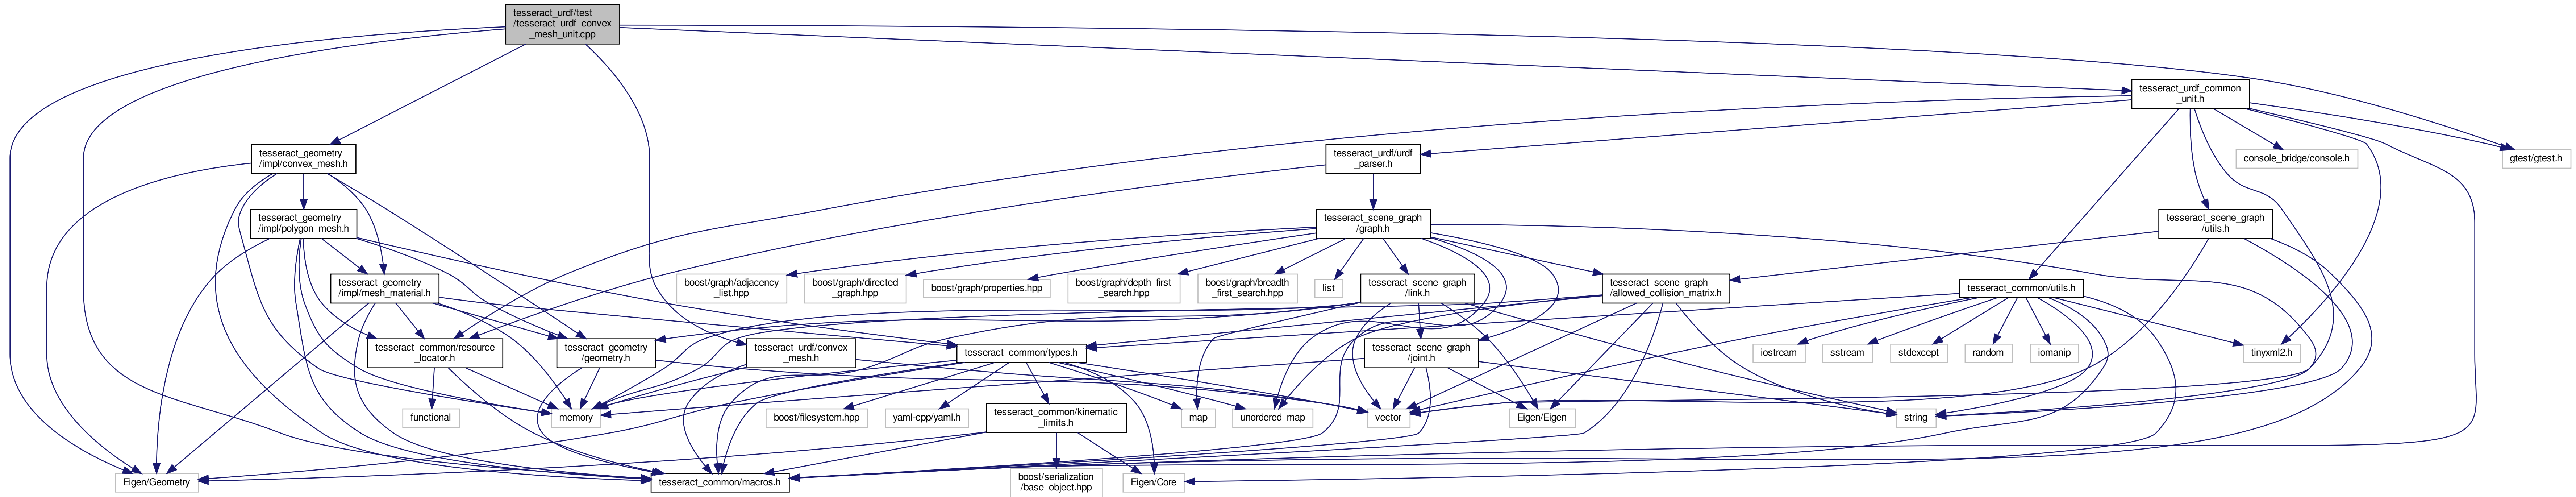 tesseract_urdf/test
/tesseract_urdf_convex
_mesh_unit.cpp
tesseract_urdf_common
_unit.h
tesseract_geometry
/impl/convex_mesh.h
tesseract_urdf/urdf
_parser.h
console_bridge/console.h
gtest/gtest.h
tesseract_geometry
/impl/polygon_mesh.h
tesseract_scene_graph
/graph.h
tesseract_scene_graph
/utils.h
tesseract_geometry
/impl/mesh_material.h
boost/graph/adjacency
_list.hpp
boost/graph/directed
_graph.hpp
boost/graph/properties.hpp
boost/graph/depth_first
_search.hpp
boost/graph/breadth
_first_search.hpp
list
tesseract_scene_graph
/link.h
tesseract_scene_graph
/allowed_collision_matrix.h
tesseract_common/utils.h
tesseract_common/resource
_locator.h
tesseract_geometry
/geometry.h
tesseract_urdf/convex
_mesh.h
tesseract_common/types.h
tesseract_scene_graph
/joint.h
iostream
sstream
stdexcept
random
iomanip
tinyxml2.h
functional
memory
boost/filesystem.hpp
yaml-cpp/yaml.h
tesseract_common/kinematic
_limits.h
map
unordered_map
vector
Eigen/Eigen
string
Eigen/Geometry
tesseract_common/macros.h
boost/serialization
/base_object.hpp
Eigen/Core